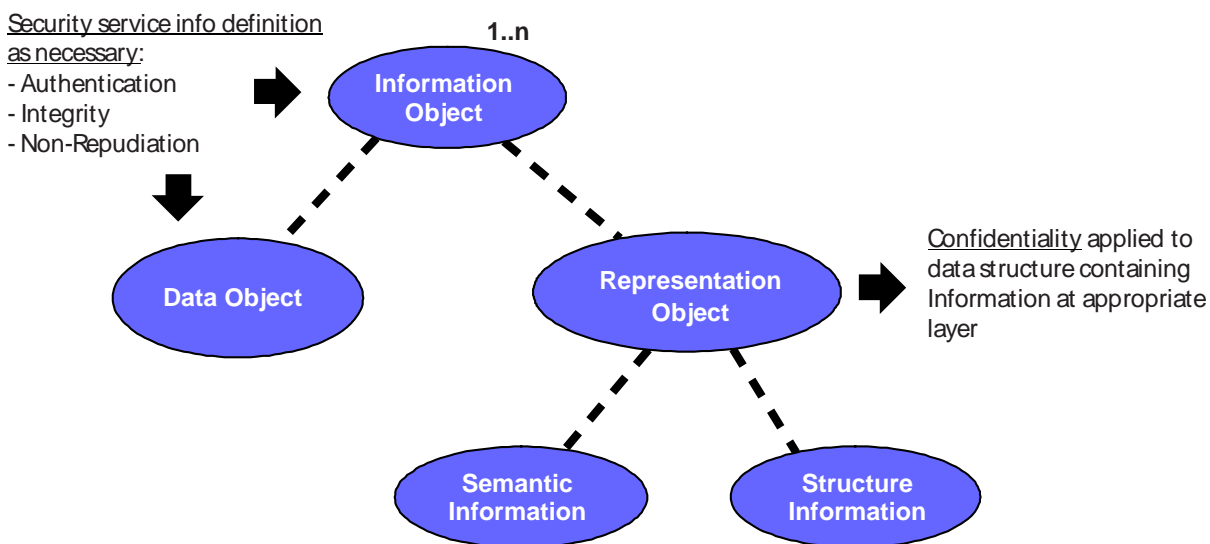 Security service info definition
as necessary:
- Authentication
- Integrity
- Non-Repudiation
1..n
Information
Object
Data Object
Representation
Object
Confidentiality applied to
data structure containing
Information at appropriate
layer
Semantic
Information
Structure
Information